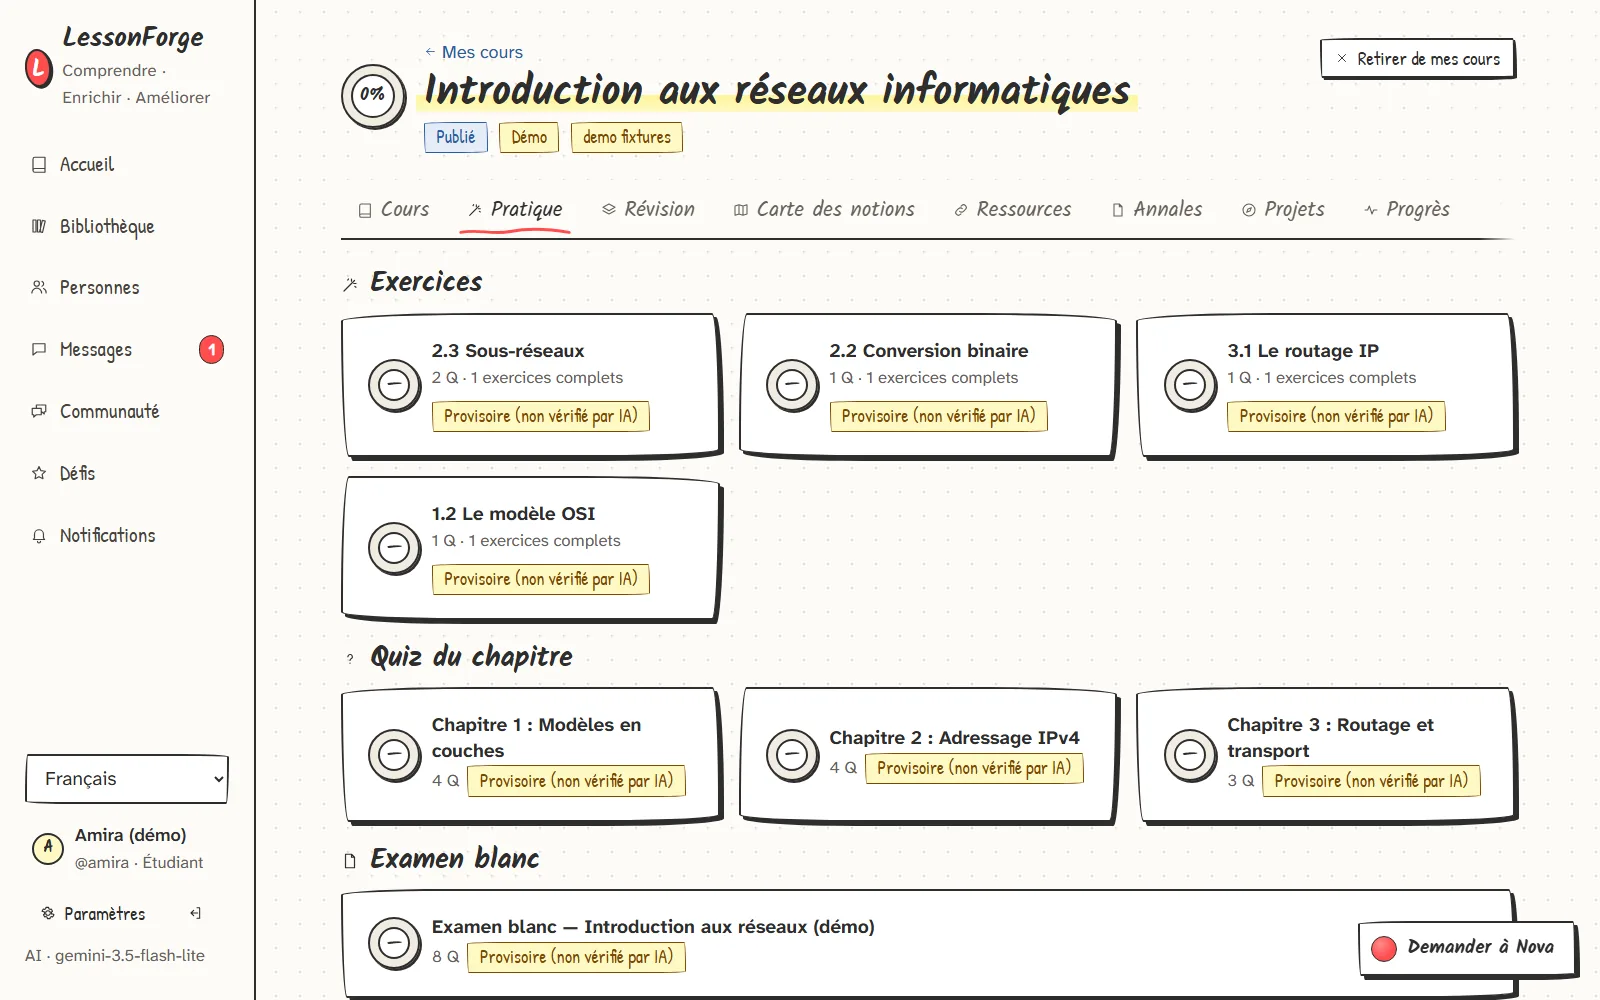 L
LessonForge
Comprendre ·
Enrichir · Améliorer
Accueil
Bibliothèque
Personnes
Messages
1
Communauté
Défis
Notifications
Français
A
Amira (démo)
@amira · Étudiant
Paramètres
AI · gemini-3.5-flash-lite
← Mes cours
0%
Introduction aux réseaux informatiques
Publié
Démo
demo fixtures
Retirer de mes cours
Cours
Pratique
Révision
Carte des notions
Ressources
Annales
Projets
Progrès
Exercices
2.3 Sous-réseaux
2 Q · 1 exercices complets
Provisoire (non vérifié par IA)
2.2 Conversion binaire
1 Q · 1 exercices complets
Provisoire (non vérifié par IA)
3.1 Le routage IP
1 Q · 1 exercices complets
Provisoire (non vérifié par IA)
1.2 Le modèle OSI
1 Q · 1 exercices complets
Provisoire (non vérifié par IA)
? Quiz du chapitre
Chapitre 1 : Modèles en
couches
4 Q Provisoire (non vérifié par IA)
Chapitre 2 : Adressage IPv4
4 Q Provisoire (non vérifié par IA)
Chapitre 3 : Routage et
transport
3 Q Provisoire (non vérifié par IA)
Examen blanc
Examen blanc — Introduction aux réseaux (démo)
8 Q Provisoire (non vérifié par IA)
Demander à Nova